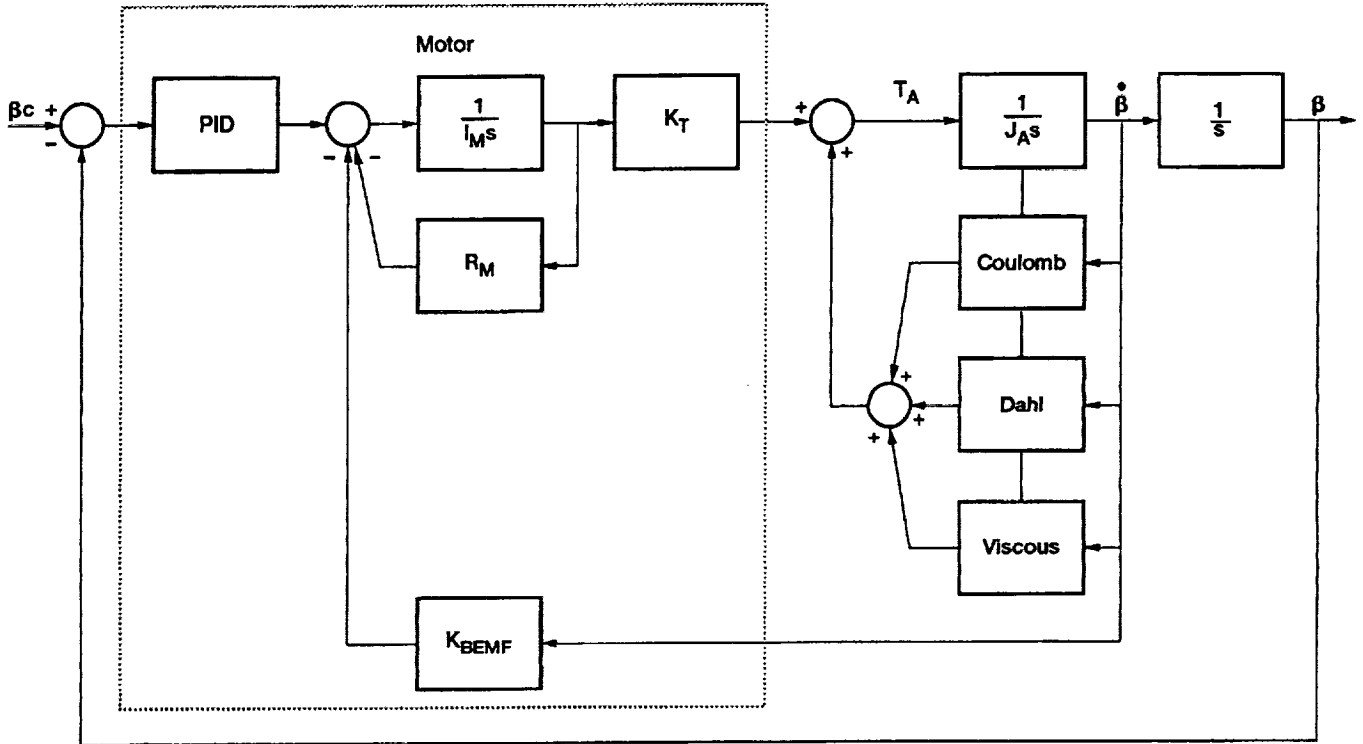 Motor
βc
+
-
PID
-
-
1
I_M s
K_T
+
+
T_A
1
J_A s
β̇
1
s
β
R_M
Coulomb
+
Dahl
+
+
Viscous
K_BEMF